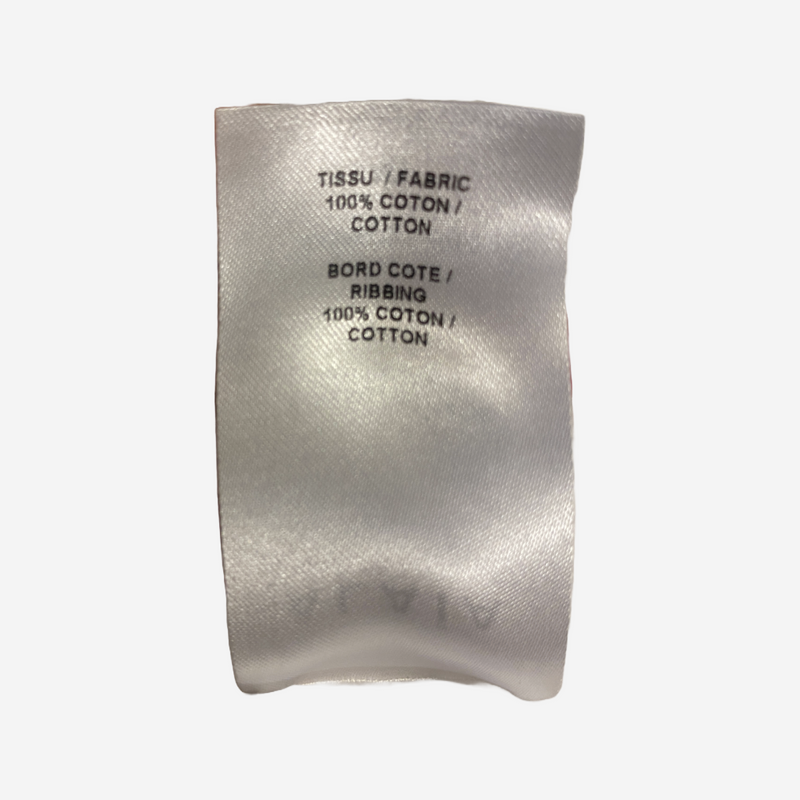 TISSU / FABRIC
100% COTON /
COTTON
BORD COTE /
RIBBING
100% COTON /
COTTON